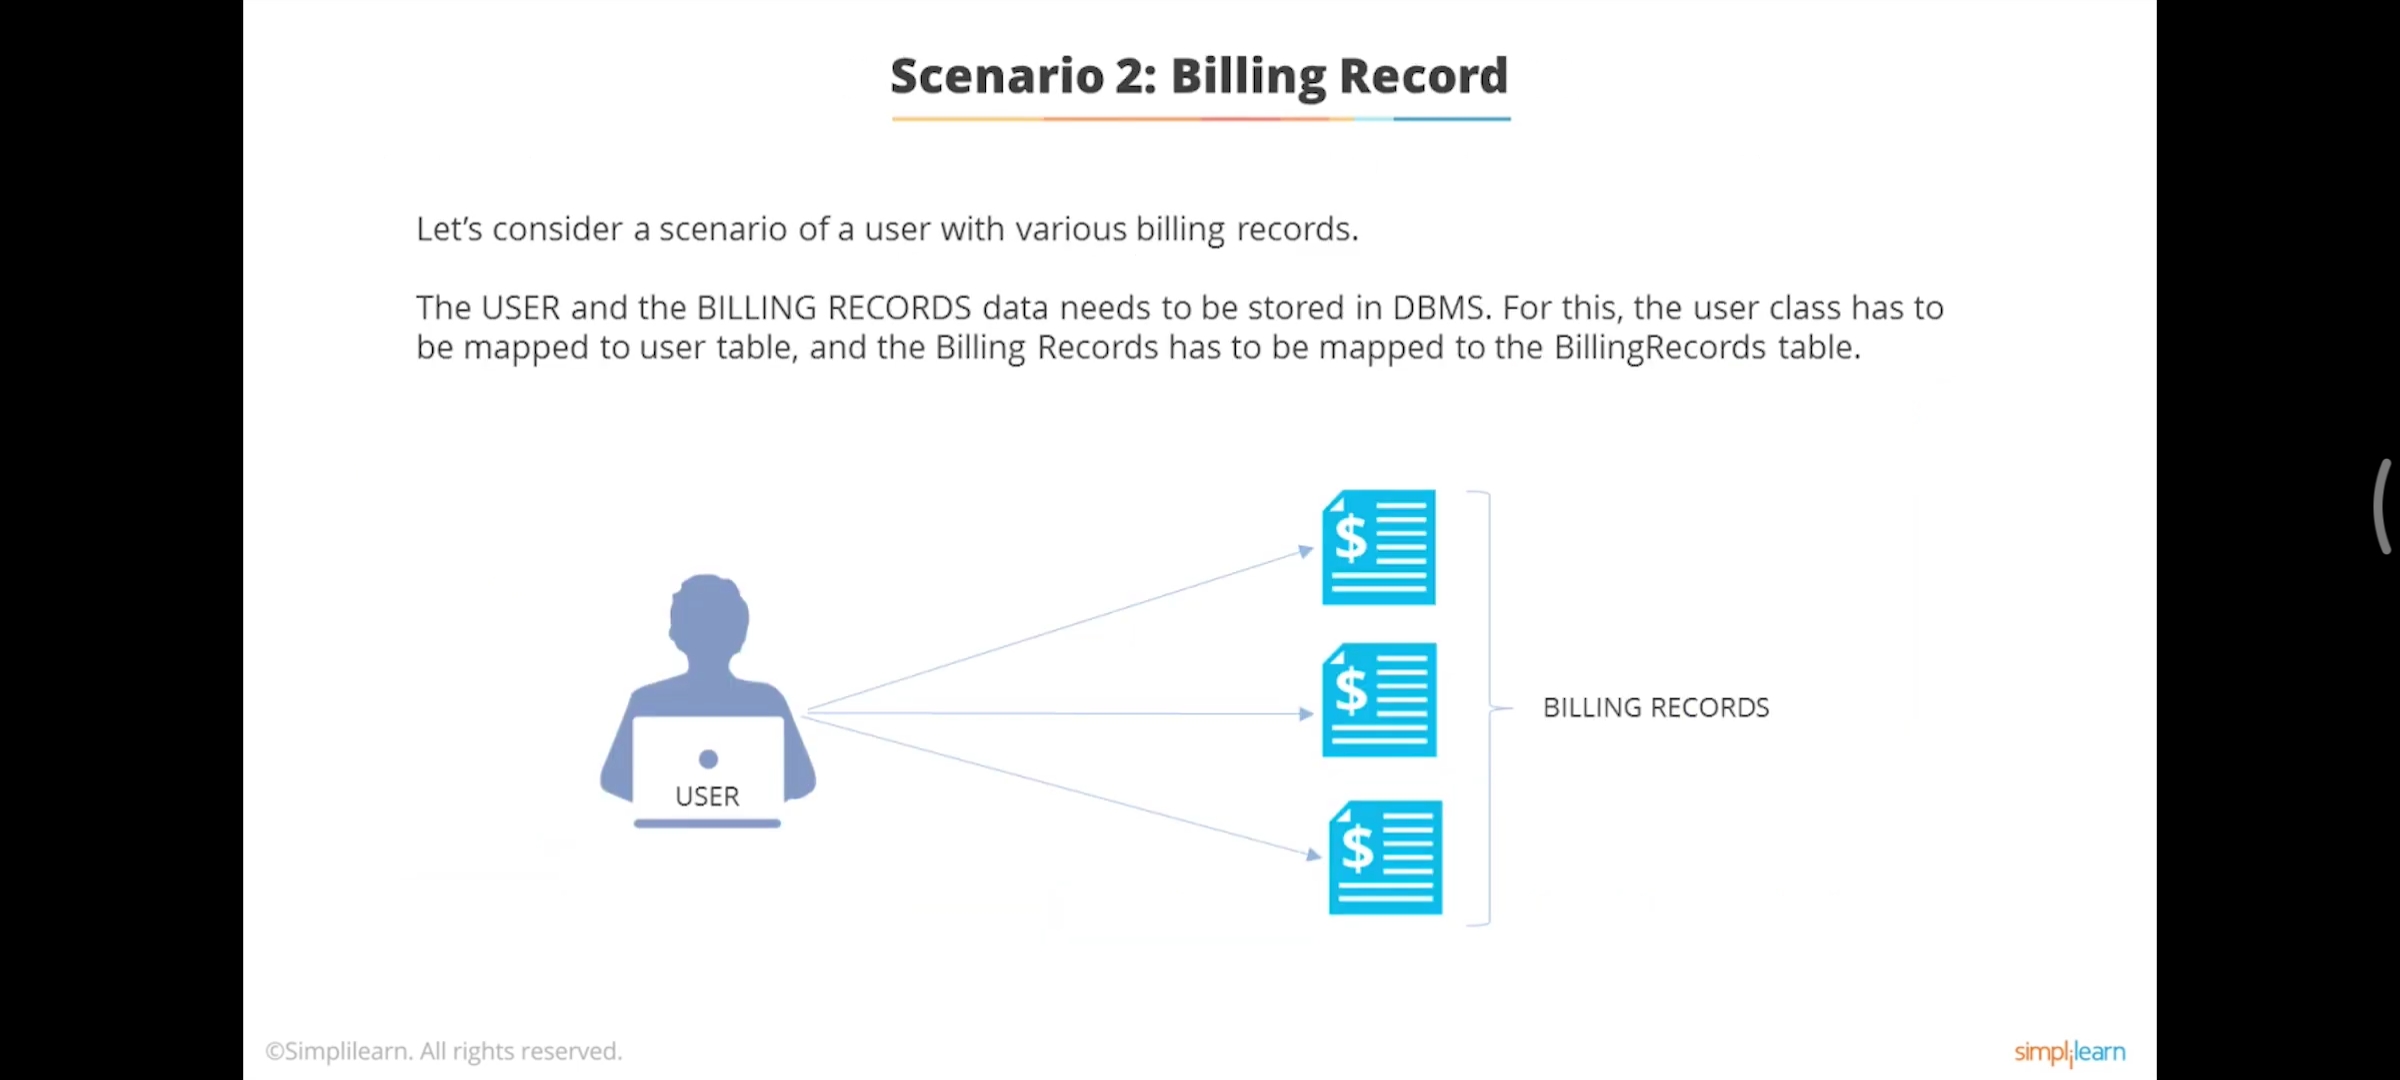 Scenario 2: Billing Record
Let’s consider a scenario of a user with various billing records.
The USER and the BILLING RECORDS data needs to be stored in DBMS. For this, the user class has to
be mapped to user table, and the Billing Records has to be mapped to the BillingRecords table.
$
$
BILLING RECORDS
USER
$
©Simplilearn. All rights reserved.
simplilearn